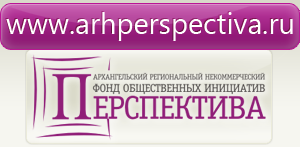 www.arhperspectiva.ru
АРХАНГЕЛЬСКИЙ РЕГИОНАЛЬНЫЙ НЕКОММЕРЧЕСКИЙ
ФОНД ОБЩЕСТВЕННЫХ ИНИЦИАТИВ
ПЕРСПЕКТИВА